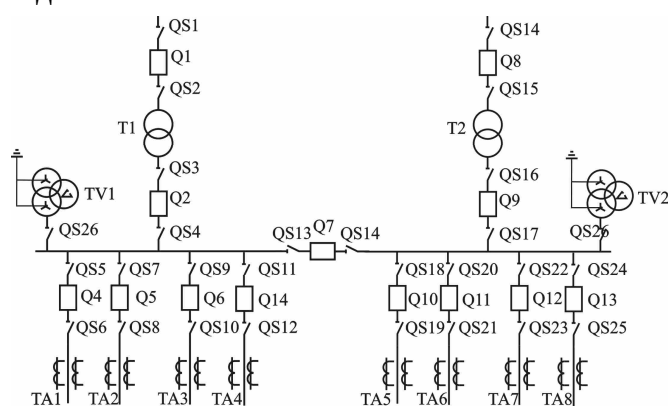 QS1 QS14
Q1 Q8
QS2 QS15
T1 T2
QS3 QS16
TV1 Q2 Q9 TV2
QS26 QS4 QS13 Q7 QS14 QS17 QS26
QS5 QS7 QS9 QS11 QS18 QS20 QS22 QS24
Q4 Q5 Q6 Q14 Q10 Q11 Q12 Q13
QS6 QS8 QS10 QS12 QS19 QS21 QS23 QS25
TA1 TA2 TA3 TA4 TA5 TA6 TA7 TA8